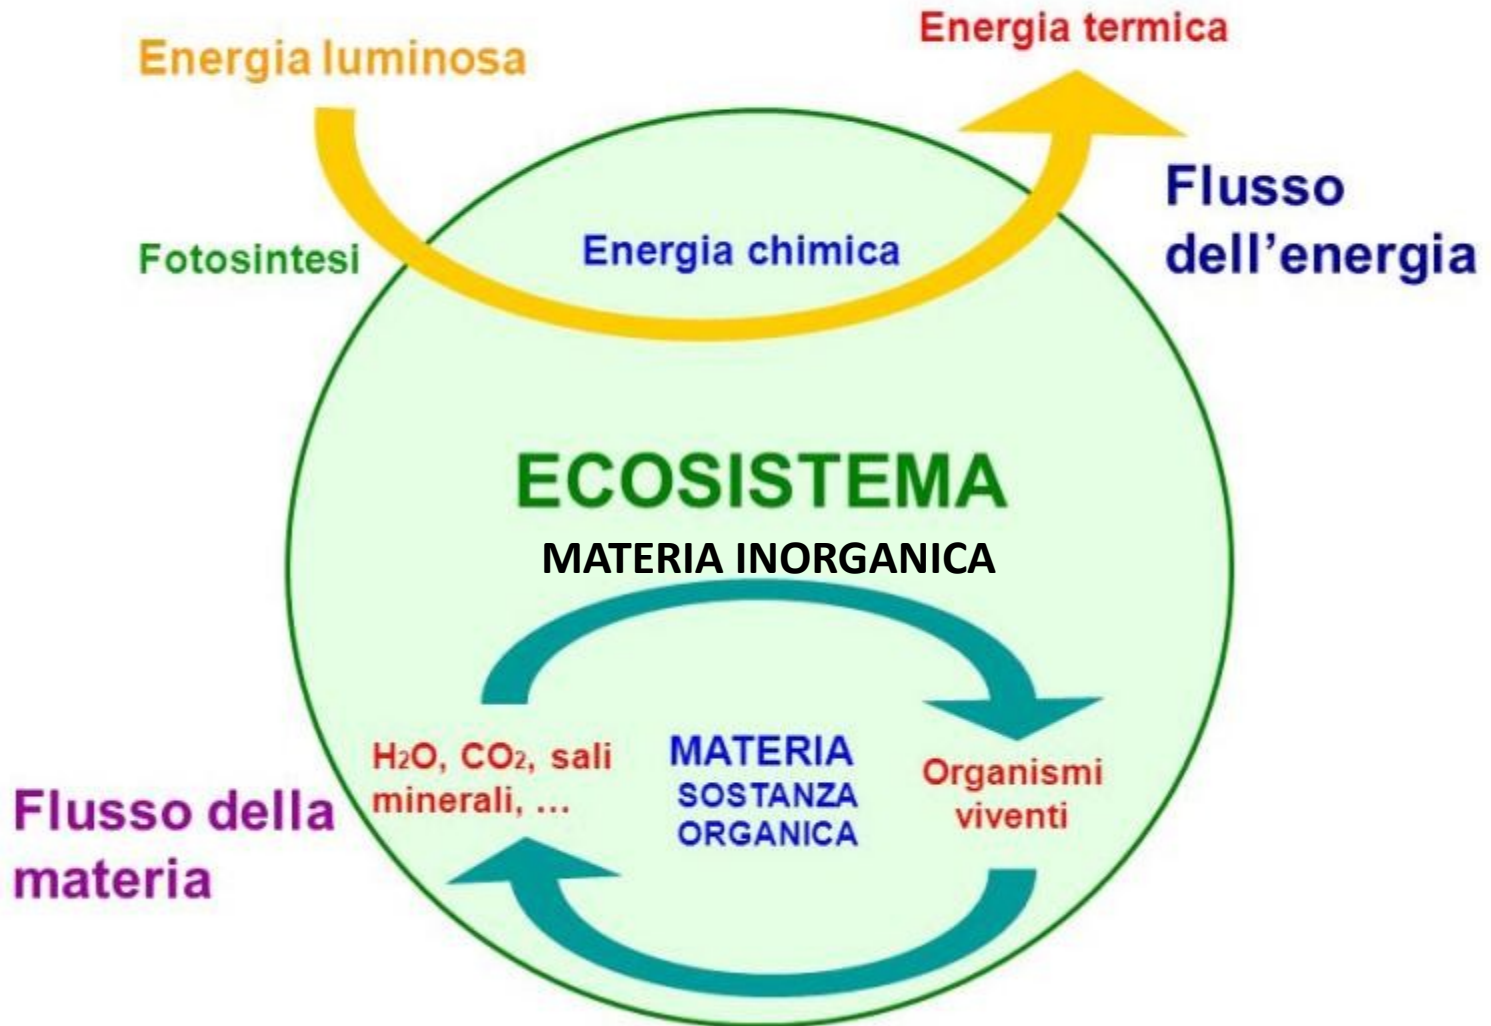 Energia luminosa
Energia termica
Flusso
dell’energia
Fotosintesi
Energia chimica
ECOSISTEMA
MATERIA INORGANICA
H₂O, CO₂, sali
minerali, ...
MATERIA
SOSTANZA
ORGANICA
Organismi
viventi
Flusso della
materia